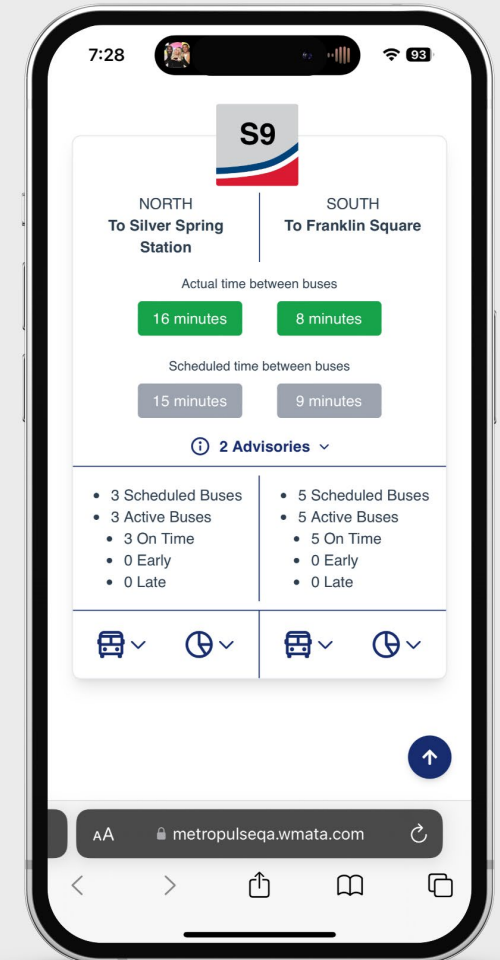 7:28
93
S9
NORTH
To Silver Spring
Station
SOUTH
To Franklin Square
Actual time between buses
16 minutes
8 minutes
Scheduled time between buses
15 minutes
9 minutes
2 Advisories
• 3 Scheduled Buses
• 3 Active Buses
• 3 On Time
• 0 Early
• 0 Late
• 5 Scheduled Buses
• 5 Active Buses
• 5 On Time
• 0 Early
• 0 Late
AA
metropulseqa.wmata.com